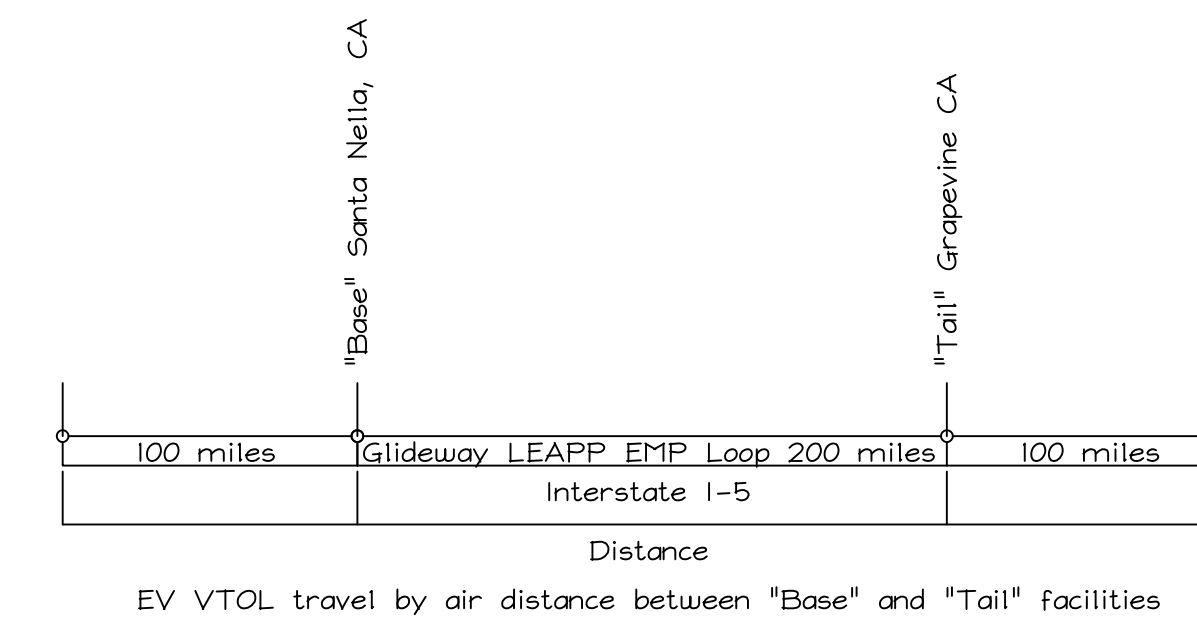 "Base" Santa Nella, CA
"Tail" Grapevine CA
100 miles
Glideway LEAPP EMP Loop 200 miles
100 miles
Interstate I-5
Distance
EV VTOL travel by air distance between "Base" and "Tail" facilities